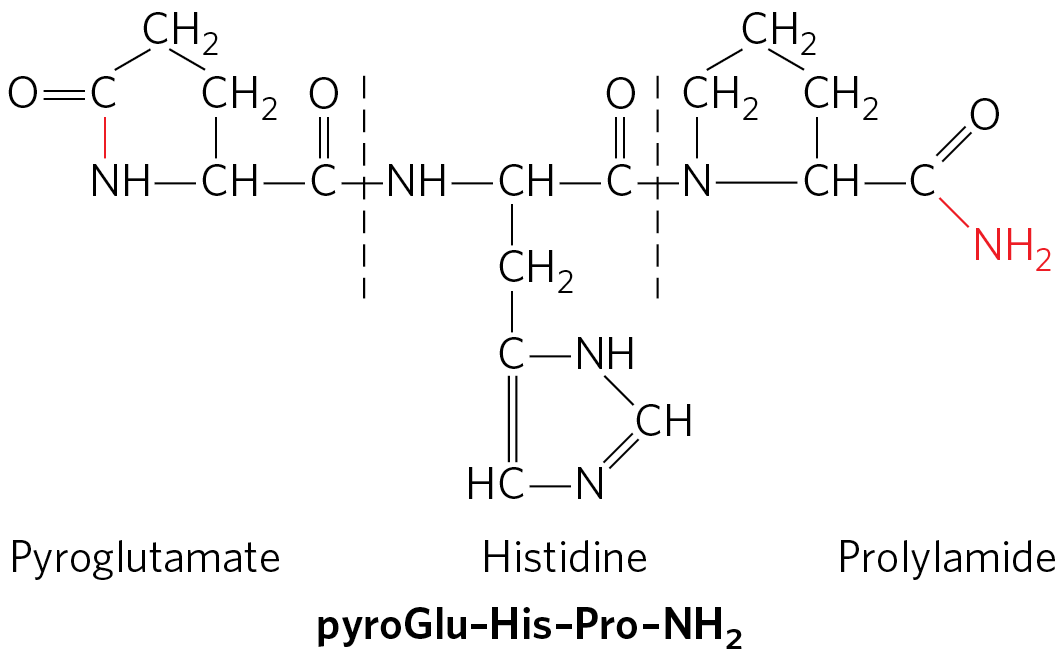 CH₂ CH₂
O=C CH₂ O O CH₂ CH₂ O
NH—CH—C—NH—CH—C—N—CH—C
NH₂
CH₂
C—NH
CH
HC—N
Pyroglutamate Histidine Prolylamide
pyroGlu–His–Pro–NH₂